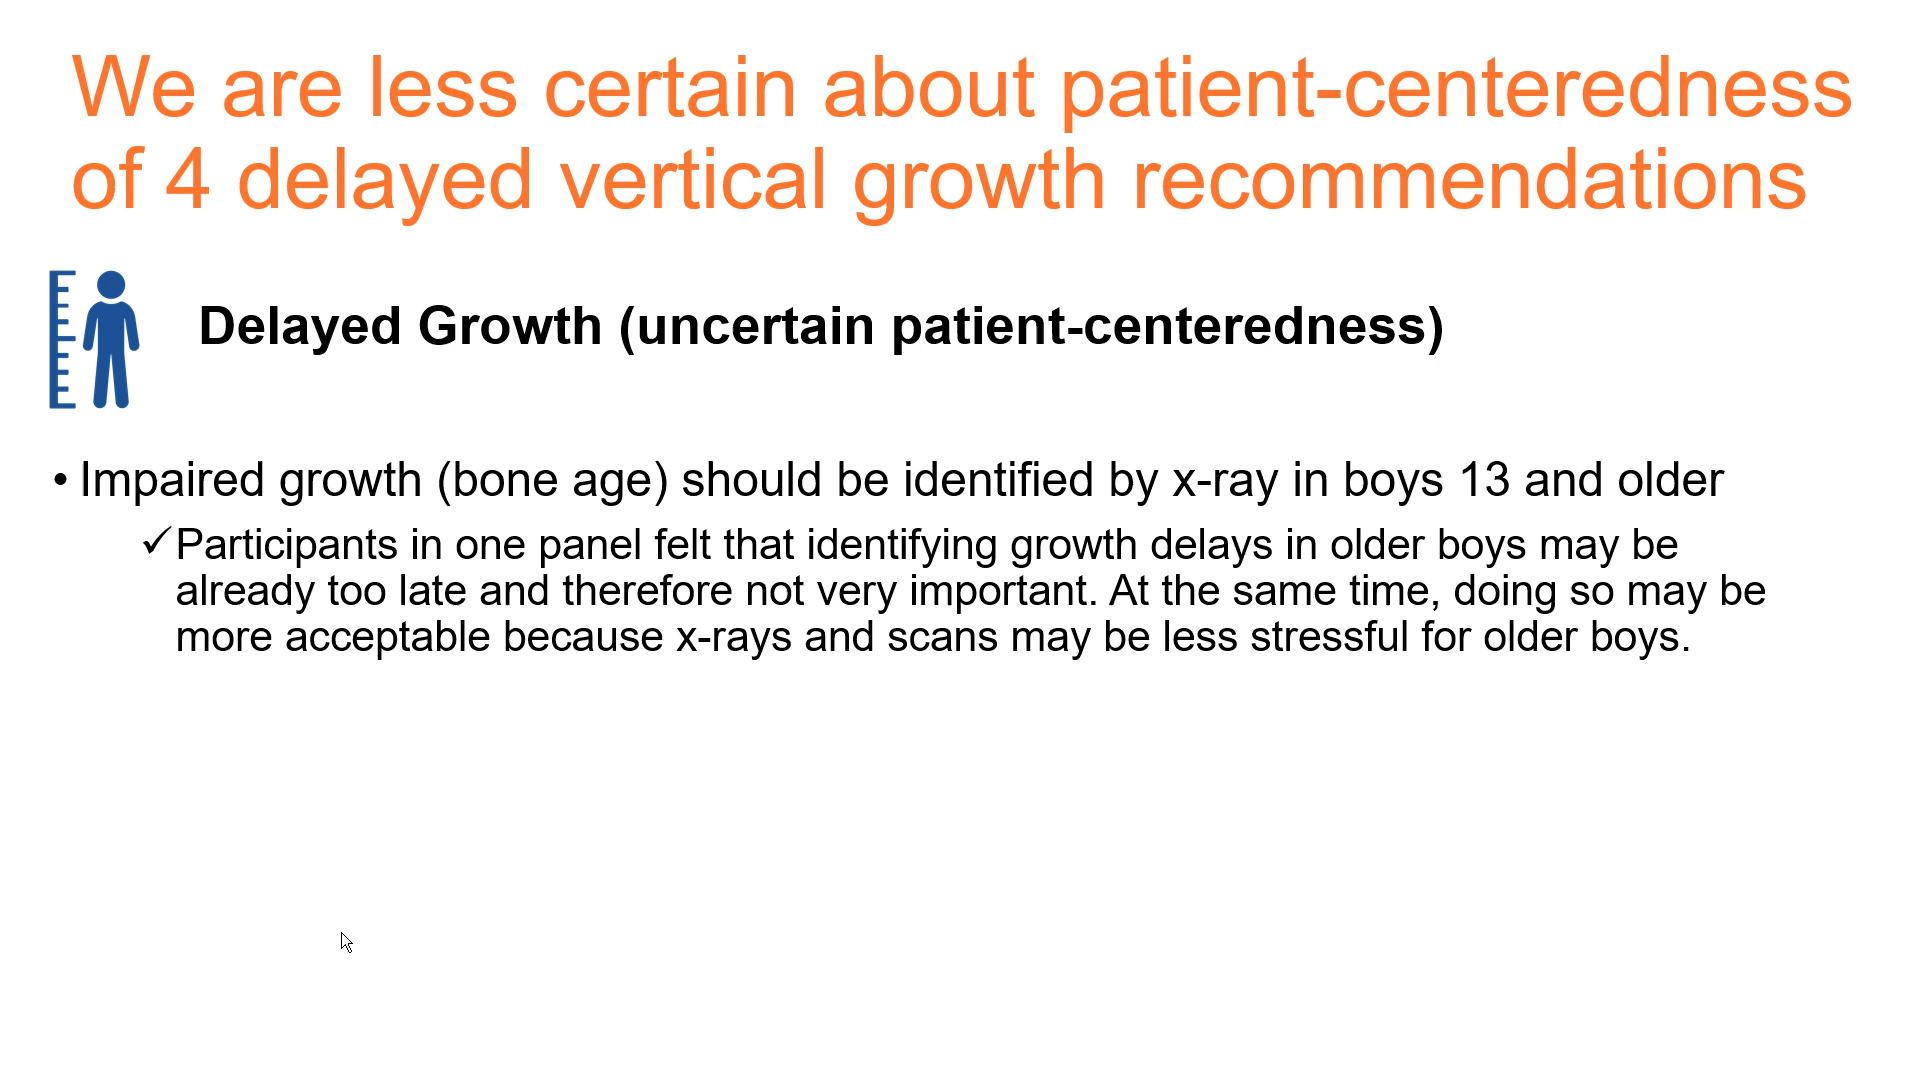 We are less certain about patient-centeredness
of 4 delayed vertical growth recommendations
Delayed Growth (uncertain patient-centeredness)
• Impaired growth (bone age) should be identified by x-ray in boys 13 and older
✓Participants in one panel felt that identifying growth delays in older boys may be
already too late and therefore not very important. At the same time, doing so may be
more acceptable because x-rays and scans may be less stressful for older boys.